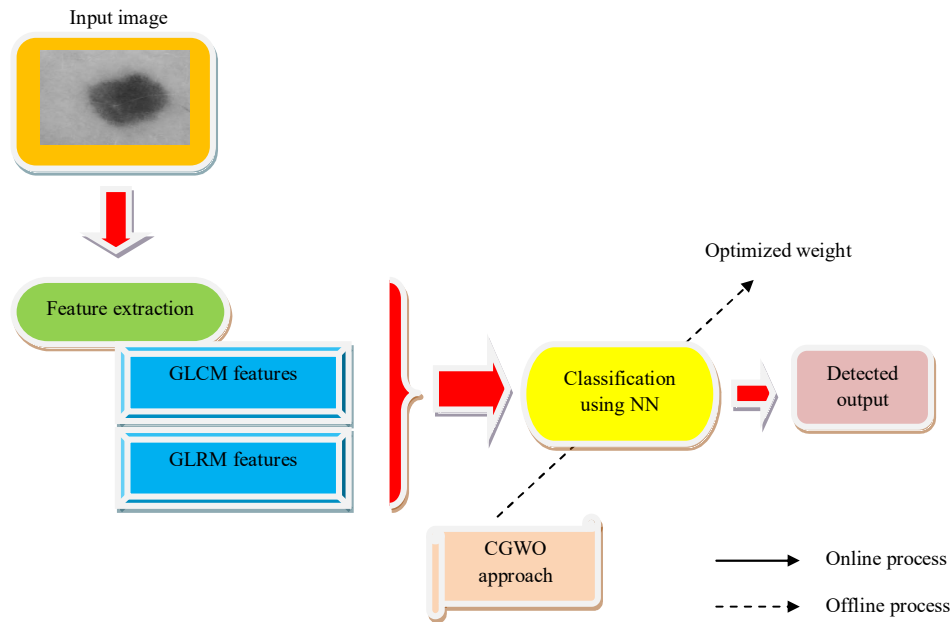 Input image
Optimized weight
Feature extraction
GLCM features
GLRM features
Classification
using NN
Detected
output
CGWO
approach
Online process
Offline process